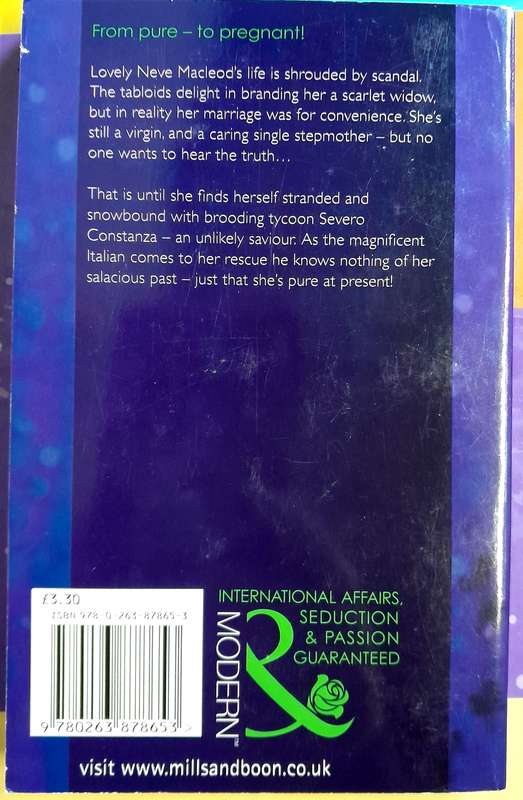 From pure – to pregnant!
Lovely Neve Macleod's life is shrouded by scandal.
The tabloids delight in branding her a scarlet widow,
but in reality her marriage was for convenience. She's
still a virgin, and a caring single stepmother – but no
one wants to hear the truth…
That is until she finds herself stranded and
snowbound with brooding tycoon Severo
Constanza – an unlikely saviour. As the magnificent
Italian comes to her rescue he knows nothing of her
salacious past – just that she's pure at present!
£3.30
ISBN 978-0-263-87865-3
9 780263 878653 >
INTERNATIONAL AFFAIRS,
SEDUCTION
& PASSION
GUARANTEED
MODERN™
visit www.millsandboon.co.uk